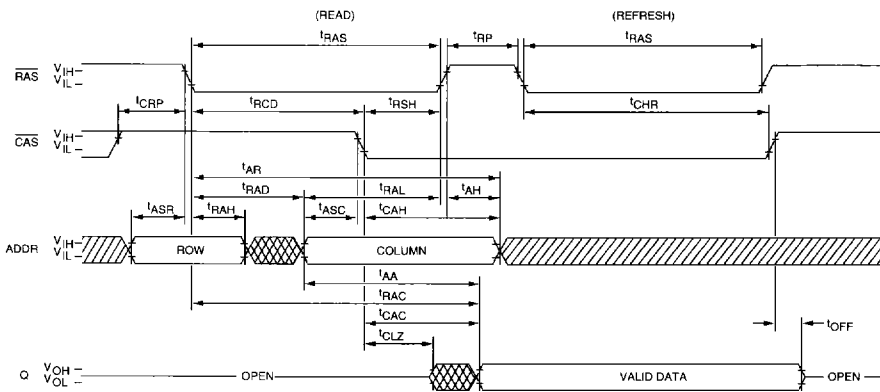 (READ) (REFRESH)
tRAS tRP tRAS
RAS VIH– VIL–
tCRP tRCD tRSH tCHR
CAS VIH– VIL–
tAR
tRAD tRAL tAH
tASR tRAH tASC tCAH
ADDR VIH– VIL– ROW COLUMN
tAA
tRAC
tCAC
tCLZ tOFF
Q VOH– VOL– OPEN VALID DATA OPEN